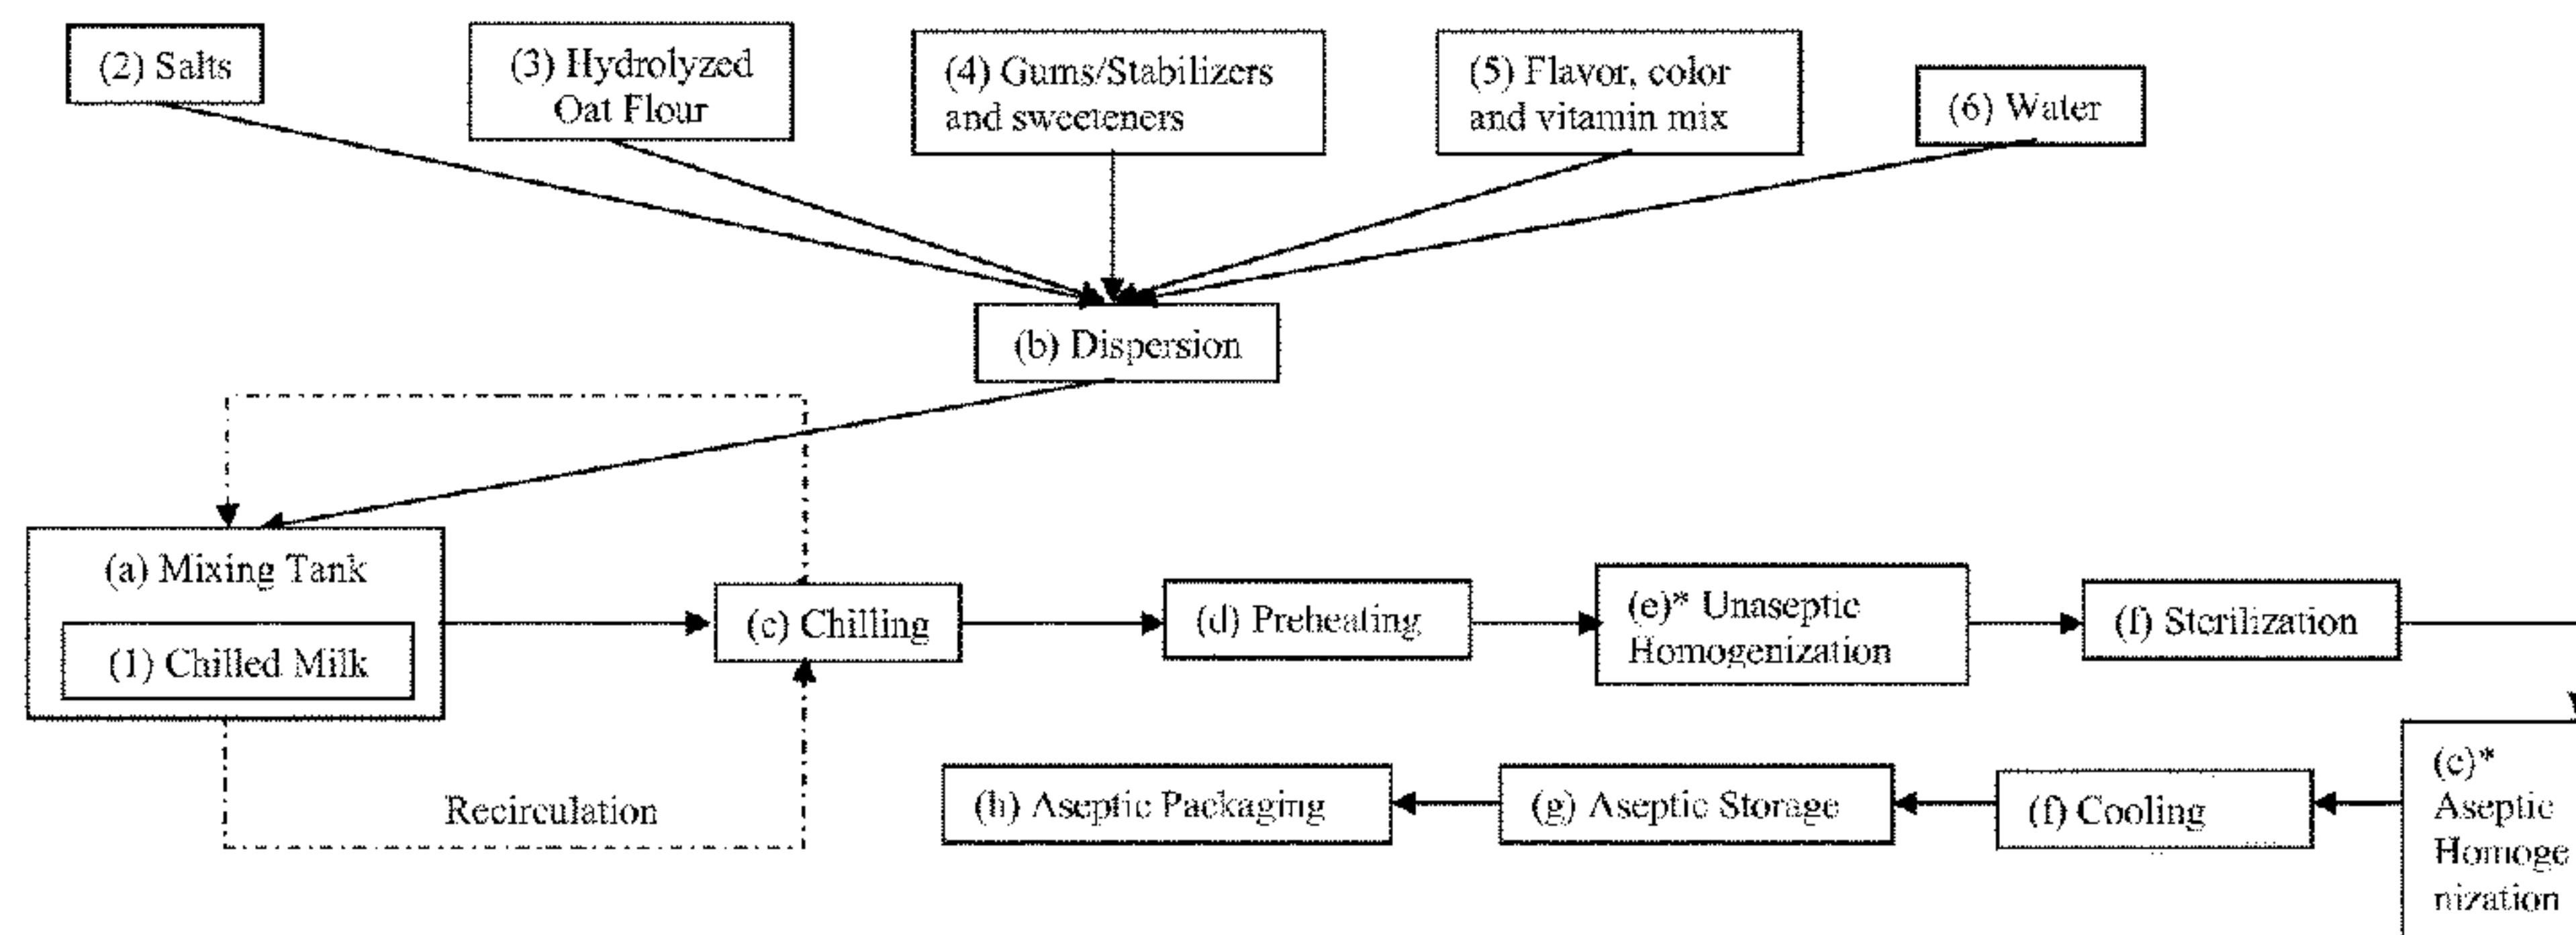 (2) Salts
(3) Hydrolyzed
Oat Flour
(4) Gums/Stabilizers
and sweeteners
(5) Flavor, color
and vitamin mix
(6) Water
(b) Dispersion
(a) Mixing Tank
(1) Chilled Milk
(c) Chilling
(d) Preheating
(e)* Unaseptic
Homogenization
(f) Sterilization
Recirculation
(h) Aseptic Packaging
(g) Aseptic Storage
(f) Cooling
(e)*
Aseptic
Homoge
nization